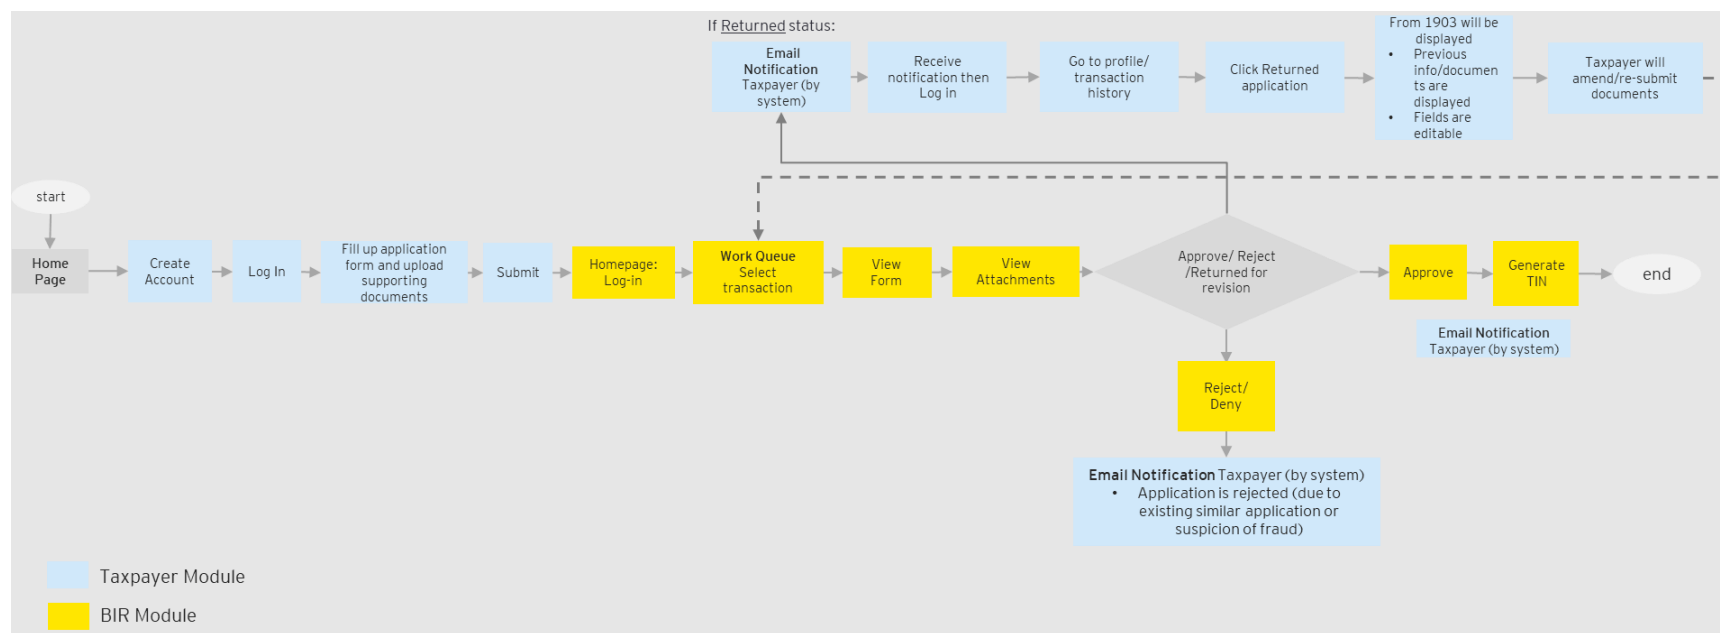 If Returned status:
Email
Notification
Taxpayer (by
system)
Receive
notification then
Log in
Go to profile/
transaction
history
Click Returned
application
From 1903 will be
displayed
• Previous
info/documen
ts are
displayed
• Fields are
editable
Taxpayer will
amend/re-submit
documents
start
Home
Page
Create
Account
Log In
Fill up application
form and upload
supporting
documents
Submit
Homepage:
Log-in
Work Queue
Select
transaction
View
Form
View
Attachments
Approve/ Reject
/Returned for
revision
Approve
Generate
TIN
end
Email Notification
Taxpayer (by system)
Reject/
Deny
Email Notification Taxpayer (by system)
• Application is rejected (due to
existing similar application or
suspicion of fraud)
Taxpayer Module
BIR Module